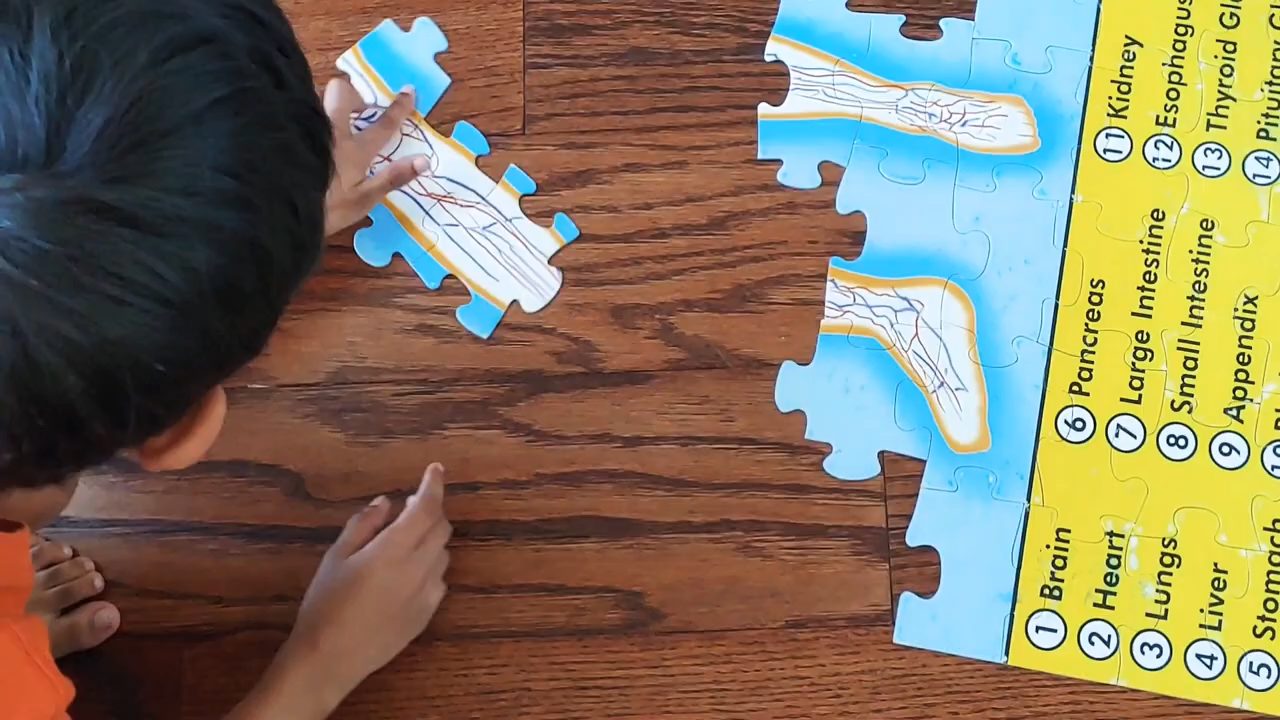 1 Brain
2 Heart
3 Lungs
4 Liver
5 Stomach
6 Pancreas
7 Large Intestine
8 Small Intestine
9 Appendix
10
11 Kidney
12 Esophagus
13 Thyroid
14 Pituitary